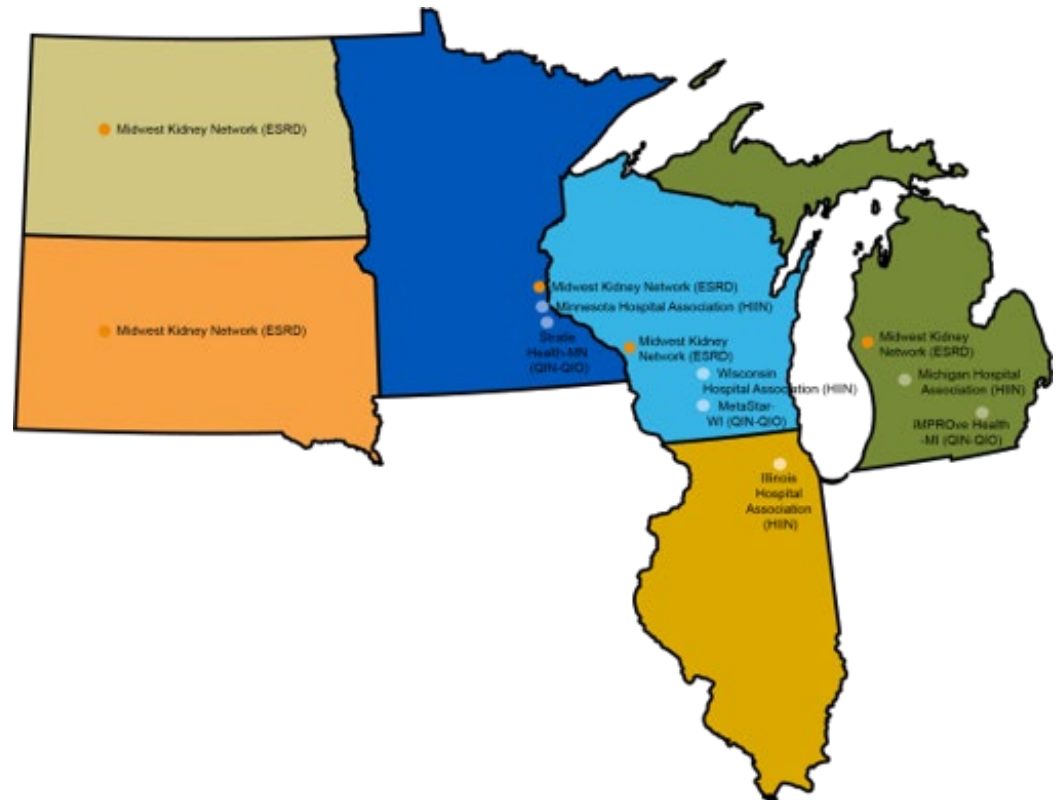 Midwest Kidney Network (ESRD)
Midwest Kidney Network (ESRD)
Midwest Kidney Network (ESRD)
Minnesota Hospital Association (HIIN)
Stratis
Health-MN
(QIN-QIO)
Midwest Kidney
Network (ESRD)
Wisconsin
Hospital Association (HIIN)
MetaStar-
WI (QIN-QIO)
Midwest Kidney
Network (ESRD)
Michigan Hospital
Association (HIIN)
iMPROve Health
-MI (QIN-QIO)
Illinois
Hospital
Association
(HIIN)